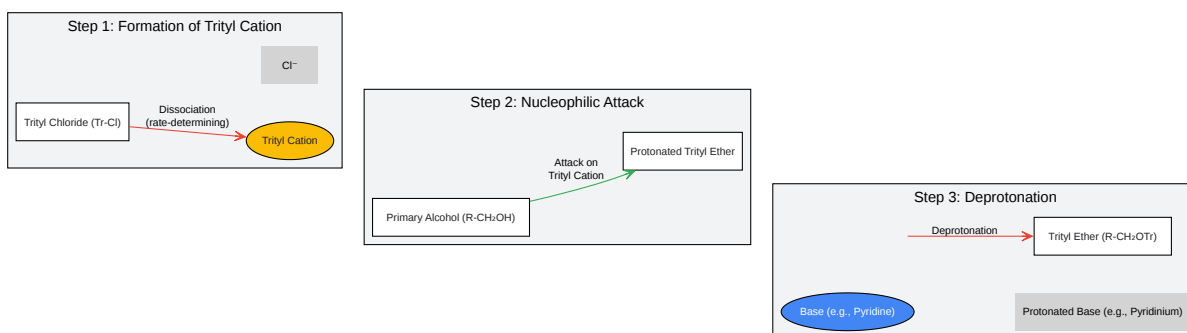 Step 1: Formation of Trityl Cation
Cl⁻
Trityl Chloride (Tr-Cl)
Dissociation
(rate-determining)
Trityl Cation
Step 2: Nucleophilic Attack
Protonated Trityl Ether
Attack on
Trityl Cation
Primary Alcohol (R-CH₂OH)
Step 3: Deprotonation
Deprotonation
Trityl Ether (R-CH₂OTr)
Base (e.g., Pyridine)
Protonated Base (e.g., Pyridinium)